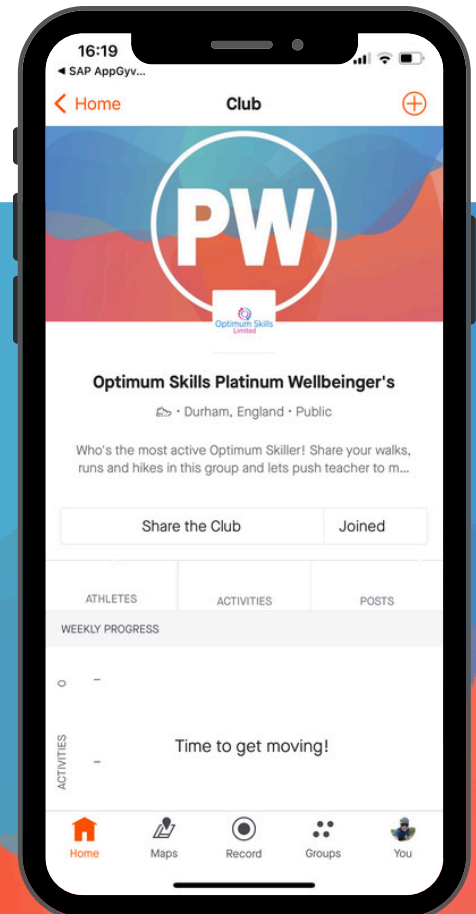 16:19
◀ SAP AppGyv...
Home
Club
PW
Optimum Skills
Limited
Optimum Skills Platinum Wellbeinger's
· Durham, England · Public
Who's the most active Optimum Skiller! Share your walks,
runs and hikes in this group and lets push teacher to m...
Share the Club
Joined
ATHLETES
ACTIVITIES
POSTS
WEEKLY PROGRESS
0
ACTIVITIES
Time to get moving!
Home
Maps
Record
Groups
You